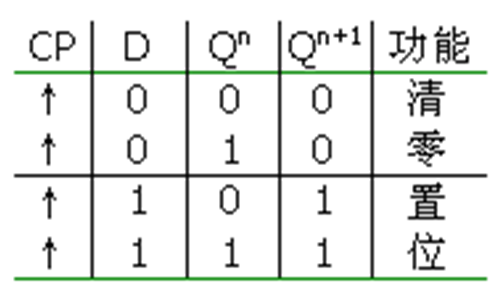 CP D Qⁿ Qⁿ⁺¹ 功能
↑ 0 0 0 清
↑ 0 1 0 零
↑ 1 0 1 置
↑ 1 1 1 位